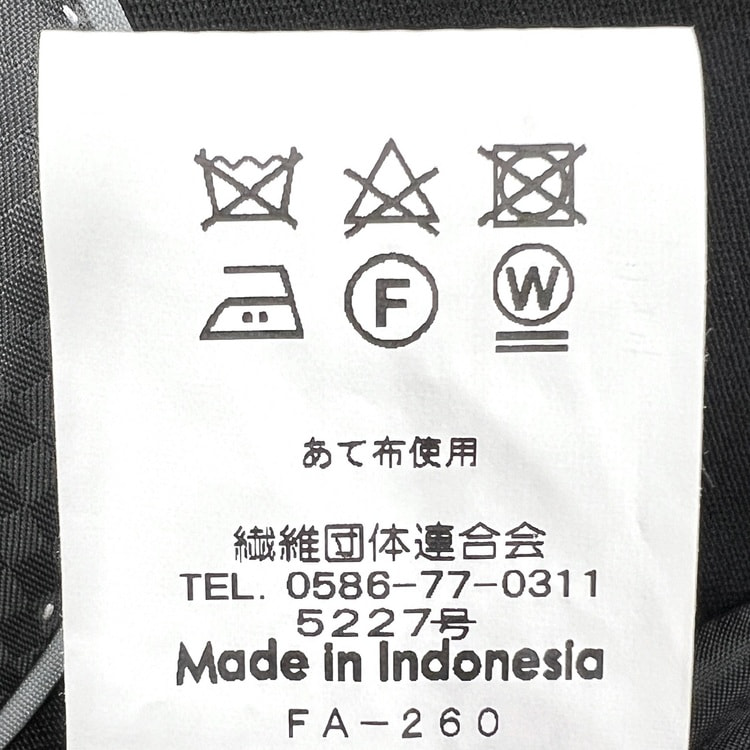 F W
あて布使用
繊維団体連合会
TEL. 0586-77-0311
5227号
Made in Indonesia
FA-260